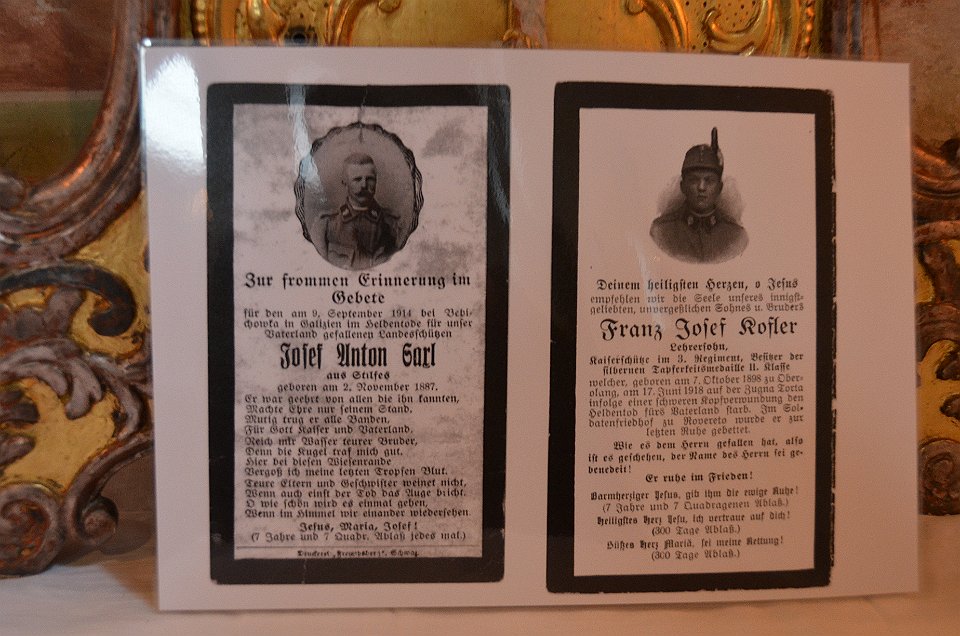 Zur frommen Erinnerung im
Gebete
für den am 9. September 1914 bei Vehl-
chowka in Galizien im Heldentode für unser
Vaterland gefallenen Landesschützen
Josef Anton Sarl
aus Stilfes
geboren am 2. November 1887.
Er war geehrt von allen die ihn kannten,
Machte Ehre nur seinem Stand.
Mutig trug er alle Banden,
Für Gott Kaiser und Vaterland.
Reich mir Wasser teurer Bruder,
Denn die Kugel traf mich gut.
Hier bei diesen Wiesenrande
Vergoß ich meine letzten Tropfen Blut.
Teure Eltern und Geschwister weinet nicht,
Wenn auch einst der Tod das Auge bricht.
O wie schön wird es einmal gehen,
Wenn im Himmel wir einander wiedersehen.
Jesus, Maria, Josef!
(7 Jahre und 7 Quadr. Ablaß jedes mal.)
Druckerei Schwaz
Deinem heiligsten Herzen, o Jesus
empfehlen wir die Seele unseres innigst-
geliebten, unvergeßlichen Sohnes u. Bruders
Franz Josef Kofler
Lehrersohn,
Kaiserschütze im 3. Regiment, Besitzer der
silbernen Tapferkeitsmedaille II. Klasse
welcher, geboren am 7. Oktober 1898 zu Ober-
olang, am 17. Juni 1918 auf der Zugna Torta
infolge einer schweren Kopfverwundung den
Heldentod fürs Vaterland starb. Im Sol-
datenfriedhof zu Rovereto wurde er zur
letzten Ruhe gebettet.
Wie es dem Herrn gefallen hat, also
ist es geschehen, der Name des Herrn sei ge-
benedeit!
Er ruhe im Frieden!
Barmherziger Jesus, gib ihm die ewige Ruhe!
(7 Jahre und 7 Quadragenen Ablaß.)
Heiligstes Herz Jesu, ich vertraue auf dich!
(300 Tage Ablaß.)
Süßes Herz Mariä, sei meine Rettung!
(300 Tage Ablaß.)